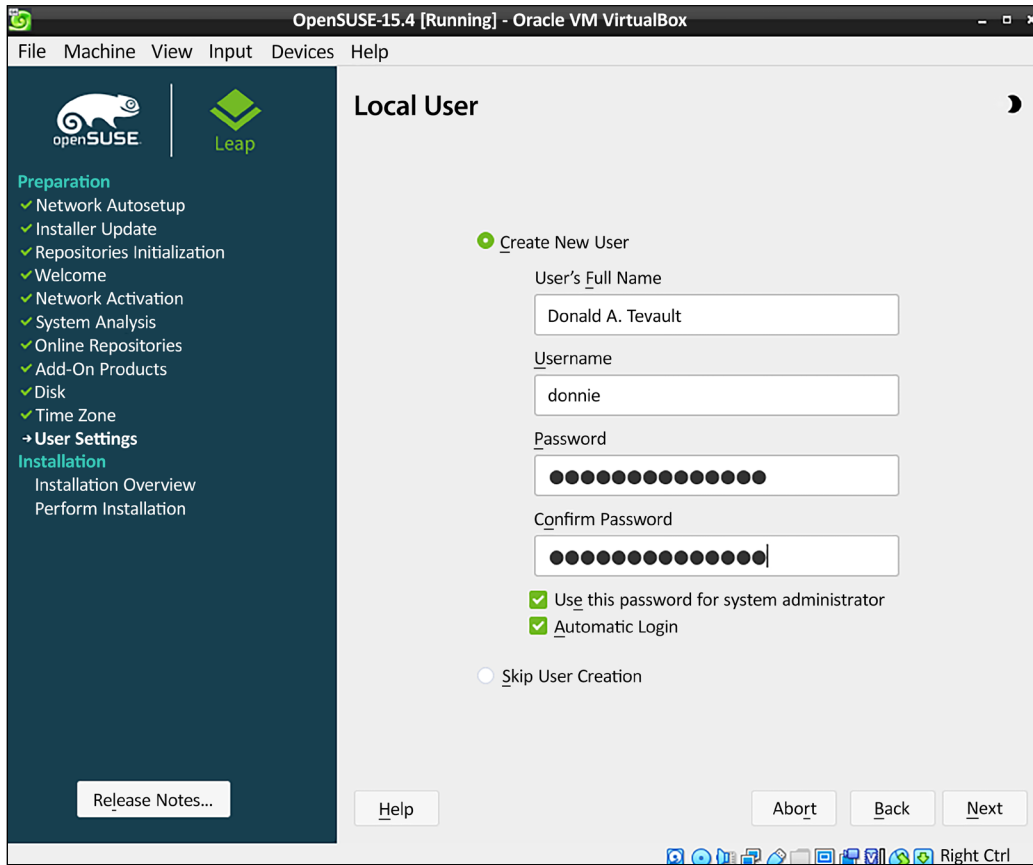 OpenSUSE-15.4 [Running] - Oracle VM VirtualBox
File Machine View Input Devices Help
openSUSE
Leap
Preparation
Network Autosetup
Installer Update
Repositories Initialization
Welcome
Network Activation
System Analysis
Online Repositories
Add-On Products
Disk
Time Zone
User Settings
Installation
Installation Overview
Perform Installation
Release Notes...
Local User
Create New User
User's Full Name
Donald A. Tevault
Username
donnie
Password
●●●●●●●●●●●●●●
Confirm Password
●●●●●●●●●●●●●●
Use this password for system administrator
Automatic Login
Skip User Creation
Help
Abort
Back
Next
Right Ctrl